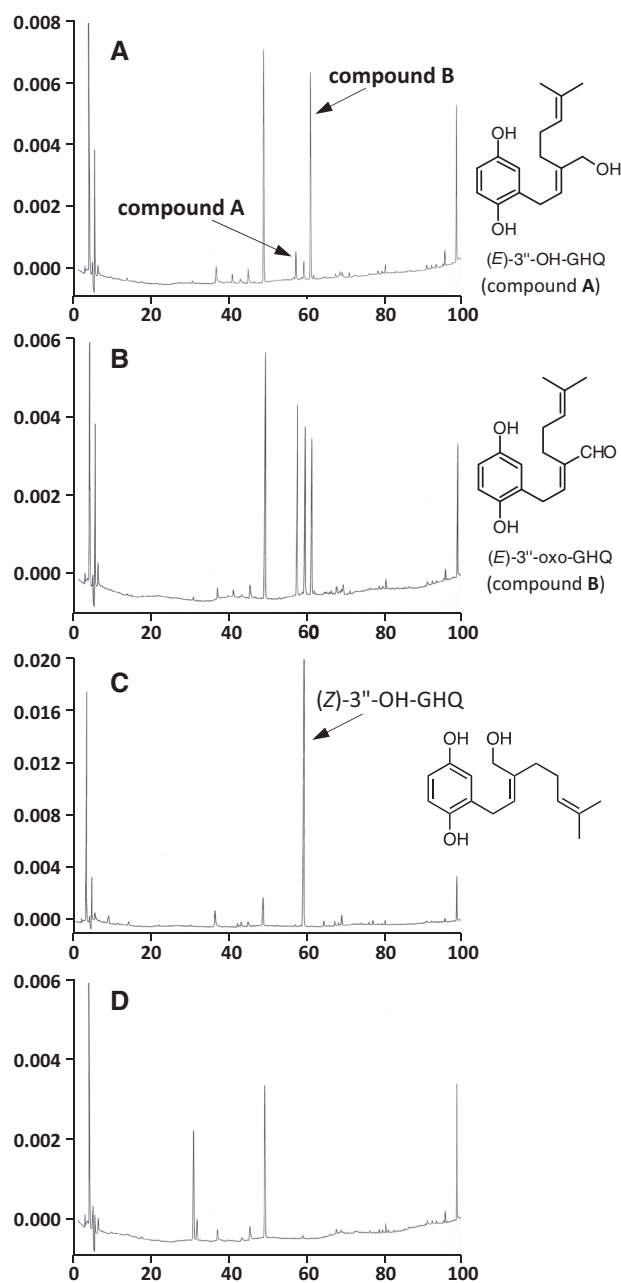 0.008
A
0.006
compound B
0.004
0.002
compound A
0.000
0 20 40 60 80 100
OH
OH
OH
(E)-3"-OH-GHQ
(compound A)
0.006
B
0.004
0.002
0.000
0 20 40 60 80 100
OH
CHO
OH
(E)-3"-oxo-GHQ
(compound B)
0.020
C
(Z)-3"-OH-GHQ
0.016
0.012
0.008
0.004
0.000
0 20 40 60 80 100
OH OH
OH
0.006
D
0.004
0.002
0.000
0 20 40 60 80 100